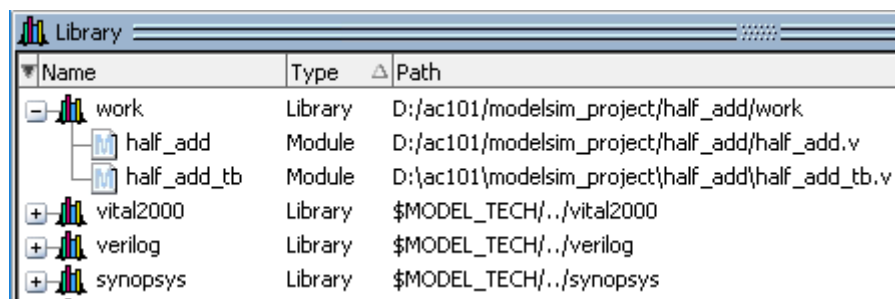 Library
Name Type Path
work Library D:/ac101/modelsim_project/half_add/work
half_add Module D:/ac101/modelsim_project/half_add/half_add.v
half_add_tb Module D:\ac101\modelsim_project\half_add\half_add_tb.v
vital2000 Library $MODEL_TECH/../vital2000
verilog Library $MODEL_TECH/../verilog
synopsys Library $MODEL_TECH/../synopsys